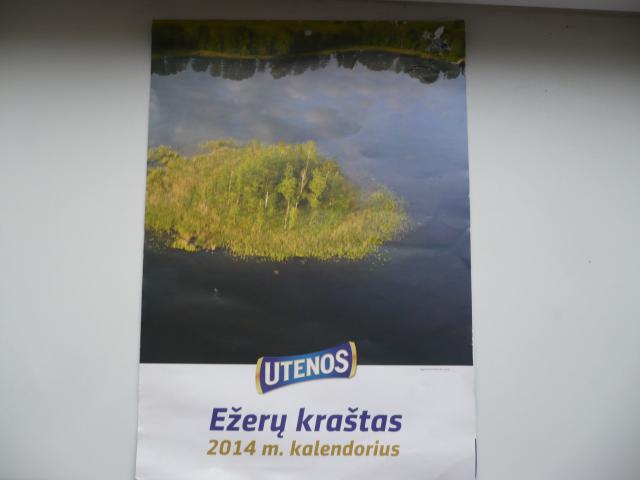 UTENOS
Ežerų kraštas
2014 m. kalendorius